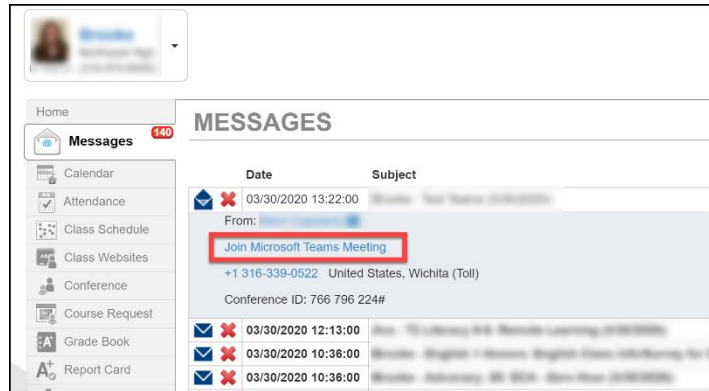 Home
Messages 140
Calendar
Attendance
Class Schedule
Class Websites
Conference
Course Request
Grade Book
Report Card
MESSAGES
Date Subject
03/30/2020 13:22:00
From:
Join Microsoft Teams Meeting
+1 316-339-0522 United States, Wichita (Toll)
Conference ID: 766 796 224#
03/30/2020 12:13:00
03/30/2020 10:36:00
03/30/2020 10:36:00